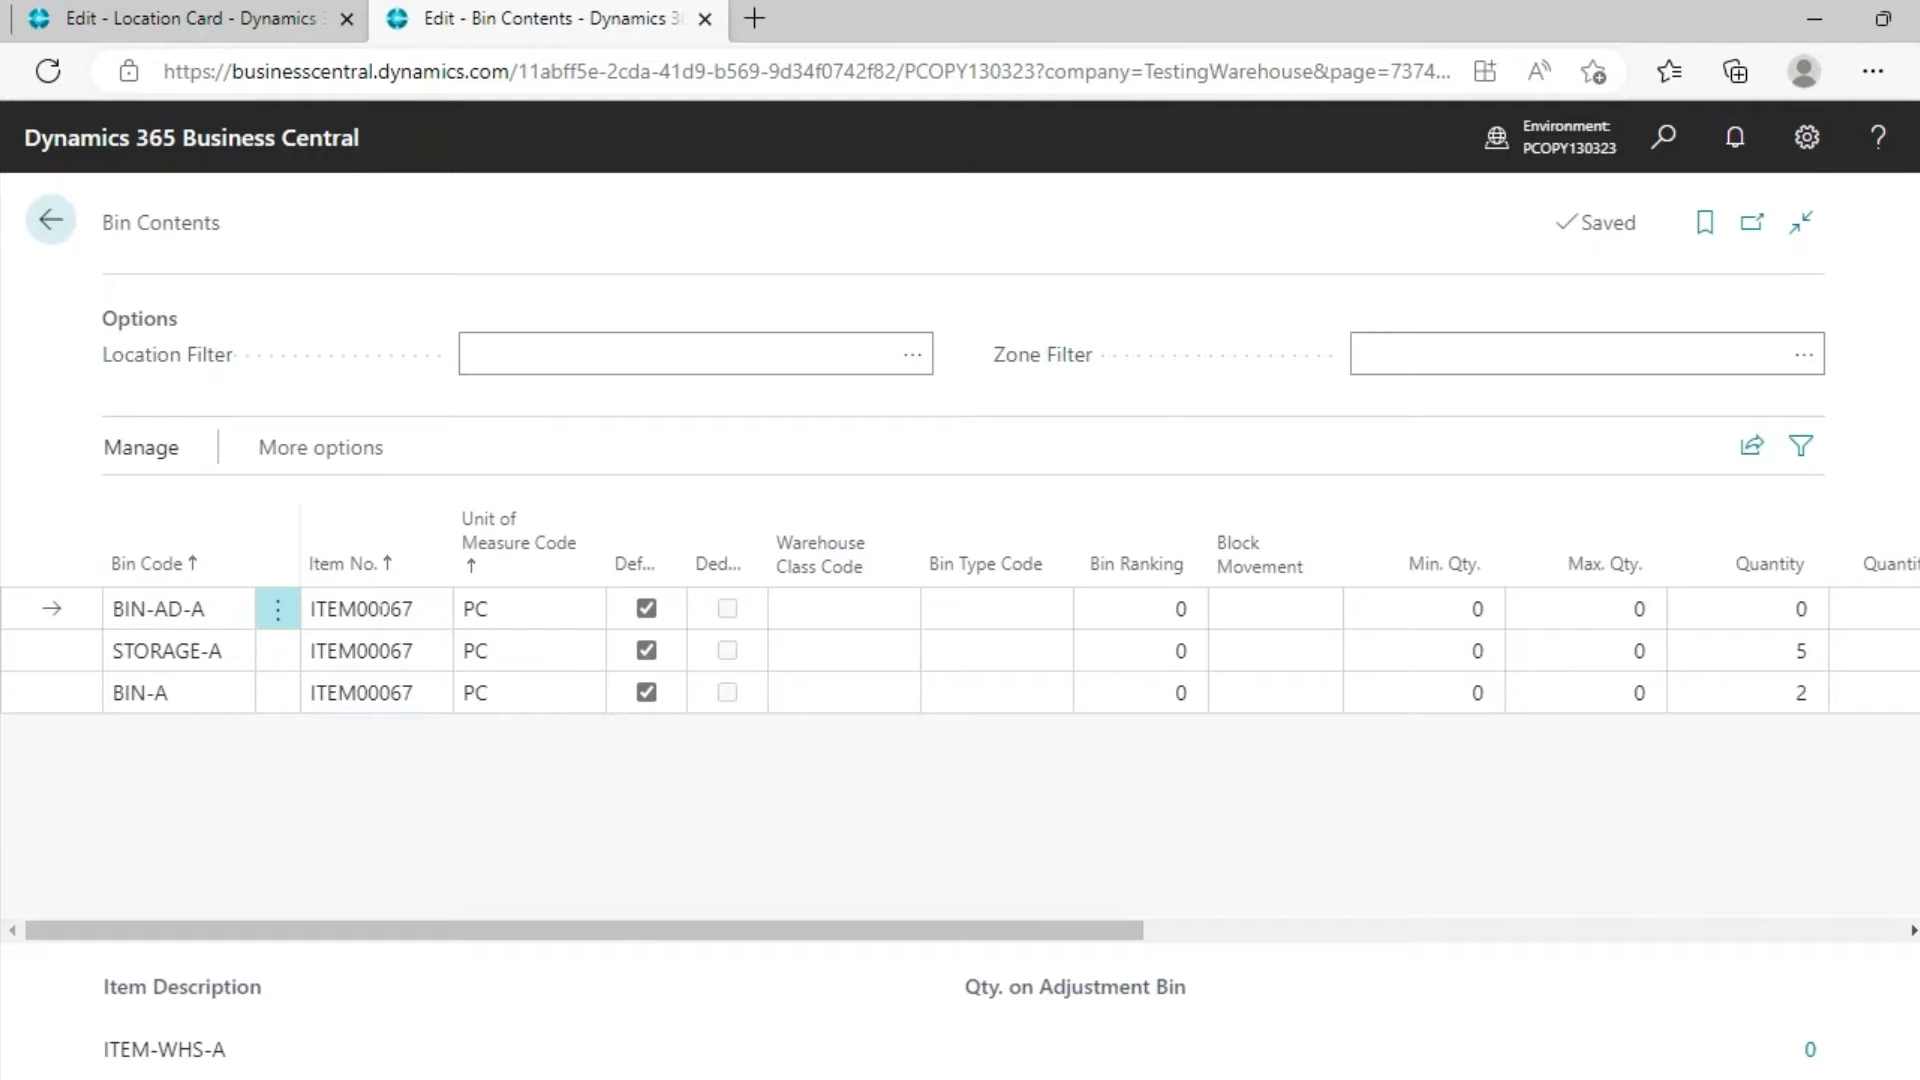 Edit - Location Card - Dynamics
Edit - Bin Contents - Dynamics 3
https://businesscentral.dynamics.com/11abff5e-2cda-41d9-b569-9d34f0742f82/PCOPY130323?company=TestingWarehouse&page=7374...
Dynamics 365 Business Central
Environment:
PCOPY130323
Bin Contents
Saved
Options
Location Filter
Zone Filter
Manage
More options
Bin Code ↑ Item No. ↑ Unit of Measure Code ↑ Def... Ded... Warehouse Class Code Bin Type Code Bin Ranking Block Movement Min. Qty. Max. Qty. Quantity Quantit
BIN-AD-A ITEM00067 PC 0 0 0 0
STORAGE-A ITEM00067 PC 0 0 0 5
BIN-A ITEM00067 PC 0 0 0 2
Item Description Qty. on Adjustment Bin
ITEM-WHS-A 0